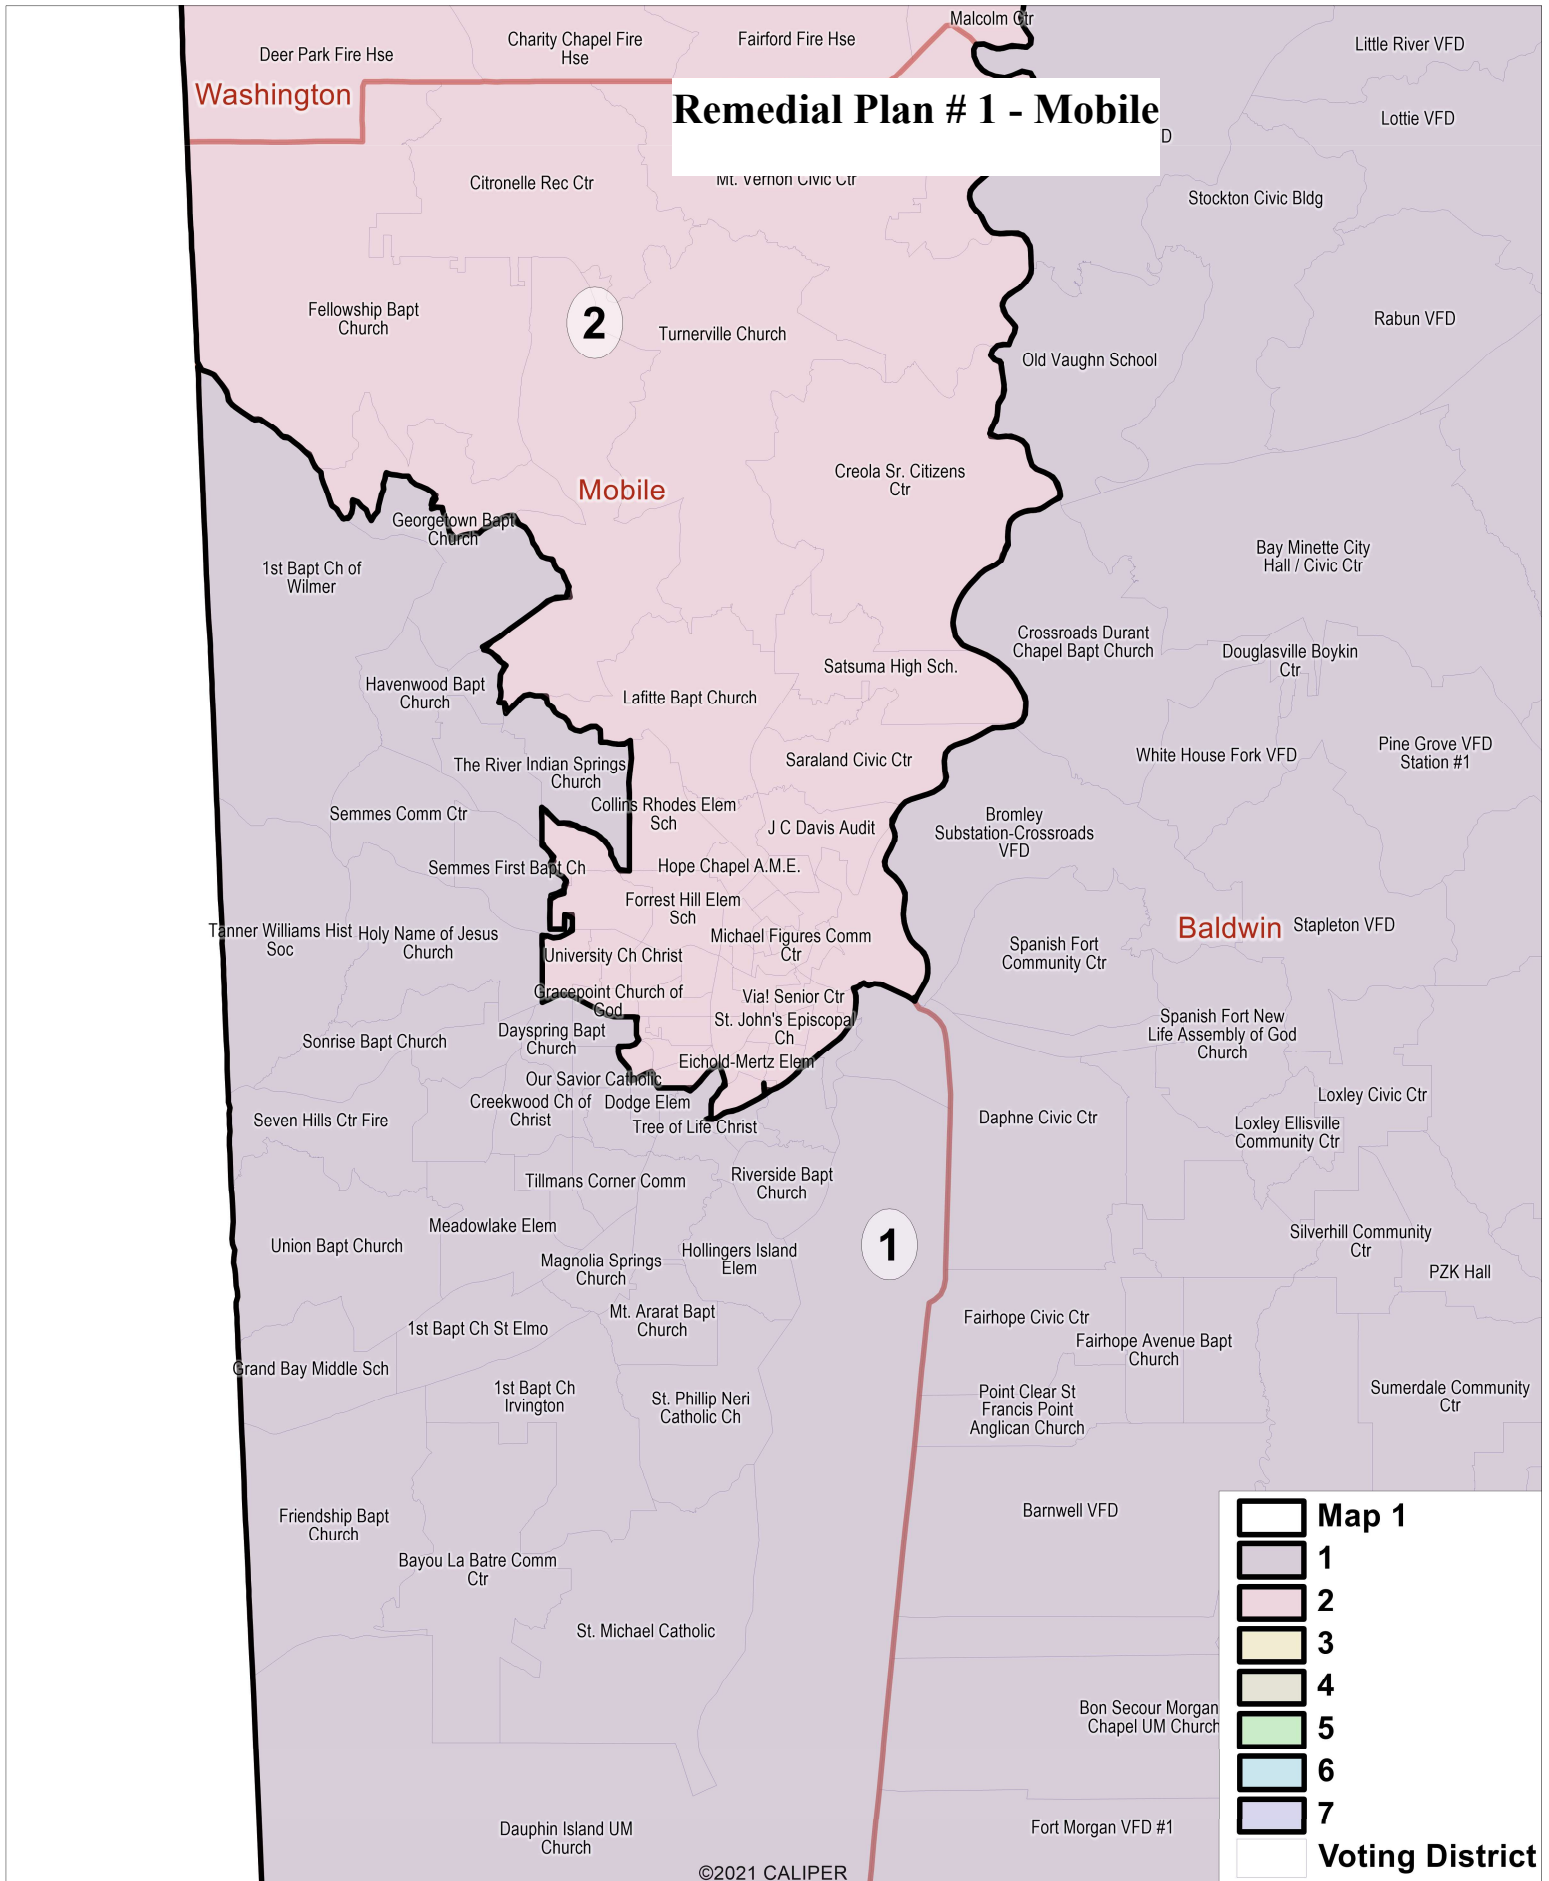 Malcolm Ctr
Deer Park Fire Hse
Charity Chapel Fire
Hse
Fairford Fire Hse
Little River VFD
Washington
Remedial Plan # 1 - Mobile
D
Lottie VFD
Citronelle Rec Ctr
Mt. Vernon Civic Ctr
Stockton Civic Bldg
Fellowship Bapt
Church
2
Turnerville Church
Rabun VFD
Old Vaughn School
Mobile
Creola Sr. Citizens
Ctr
Georgetown Bapt
Church
1st Bapt Ch of
Wilmer
Bay Minette City
Hall / Civic Ctr
Crossroads Durant
Chapel Bapt Church
Douglasville Boykin
Ctr
Satsuma High Sch.
Havenwood Bapt
Church
Lafitte Bapt Church
The River
Indian Springs
Church
Saraland Civic Ctr
White House Fork VFD
Pine Grove VFD
Station #1
Semmes Comm Ctr
Collins Rhodes Elem
Sch
J C Davis Audit
Bromley
Substation-Crossroads
VFD
Semmes First Bapt Ch
Hope Chapel A.M.E.
Forrest Hill Elem
Sch
Tanner Williams Hist
Soc
Holy Name of Jesus
Church
University Ch Christ
Michael Figures Comm
Ctr
Spanish Fort
Community Ctr
Baldwin
Stapleton VFD
Gracepoint Church of
God
Via! Senior Ctr
St. John's Episcopal
Ch
Spanish Fort New
Life Assembly of God
Church
Sonrise Bapt Church
Dayspring Bapt
Church
Eichold-Mertz Elem
Our Savior Catholic
Creekwood Ch of
Christ
Dodge Elem
Loxley Civic Ctr
Seven Hills Ctr Fire
Tree of Life Christ
Daphne Civic Ctr
Loxley Ellisville
Community Ctr
Tillmans Corner Comm
Riverside Bapt
Church
Meadowlake Elem
Union Bapt Church
1
Silverhill Community
Ctr
Magnolia Springs
Church
Hollingers Island
Elem
PZK Hall
Mt. Ararat Bapt
Church
1st Bapt Ch St Elmo
Fairhope Civic Ctr
Fairhope Avenue Bapt
Church
Grand Bay Middle Sch
1st Bapt Ch
Irvington
St. Phillip Neri
Catholic Ch
Point Clear St
Francis Point
Anglican Church
Sumerdale Community
Ctr
Friendship Bapt
Church
Barnwell VFD
Bayou La Batre Comm
Ctr
St. Michael Catholic
Bon Secour Morgan
Chapel UM Church
Dauphin Island UM
Church
Fort Morgan VFD #1
©2021 CALIPER
Map 1
1
2
3
4
5
6
7
Voting District